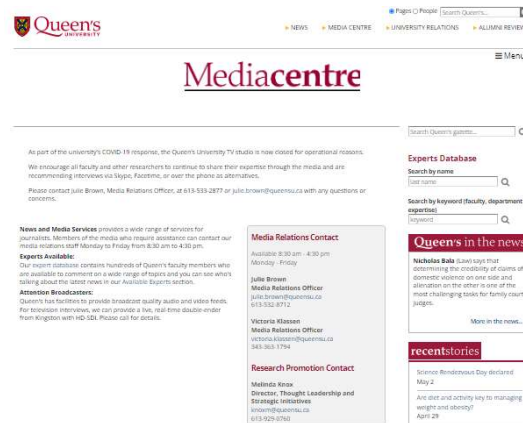 Queen's
UNIVERSITY
Pages People Search Queen's...
NEWS MEDIA CENTRE UNIVERSITY RELATIONS ALUMNI REVIEW
Menu
Mediacentre
Search Queen's gazette...
As part of the university's COVID-19 response, the Queen's University TV studio is now closed for operational reasons.
We encourage all faculty and other researchers to continue to share their expertise through the media and are
recommending interviews via Skype, Facetime, or over the phone as alternatives.
Please contact Julie Brown, Media Relations Officer, at 613-533-2877 or julie.brown@queensu.ca with any questions or
concerns.
Experts Database
Search by name
last name
Search by keyword (faculty, department
expertise)
keyword
News and Media Services provides a wide range of services for
journalists. Members of the media who require assistance can contact our
media relations staff Monday to Friday from 8:30 am to 4:30 pm.
Experts Available:
Our expert database contains hundreds of Queen's faculty members who
are available to comment on a wide range of topics and you can see who's
talking about the latest news in our Available Experts section.
Attention Broadcasters:
Queen's has facilities to provide broadcast quality audio and video feeds.
For television interviews, we can provide a live, real-time double-ender
from Kingston with HD-SDI. Please call for details.
Media Relations Contact
Available 8:30 am - 4:30 pm
Monday - Friday
Julie Brown
Media Relations Officer
julie.brown@queensu.ca
Victoria Klassen
Media Relations Officer
victoria.klassen@queensu.ca
343-363-1794
Research Promotion Contact
Melinda Knox
Director, Thought Leadership and
Strategic Initiatives
knoxm@queensu.ca
Queen's in the news
Nicholas Bala (Law) says that
determining the credibility of claims of
domestic violence on one side and
alienation on the other is one of the
most challenging tasks for family court
judges.
More in the news...
recentstories
Science Rendezvous Day declared
May 2
Are diet and activity key to managing
weight and obesity?
April 29